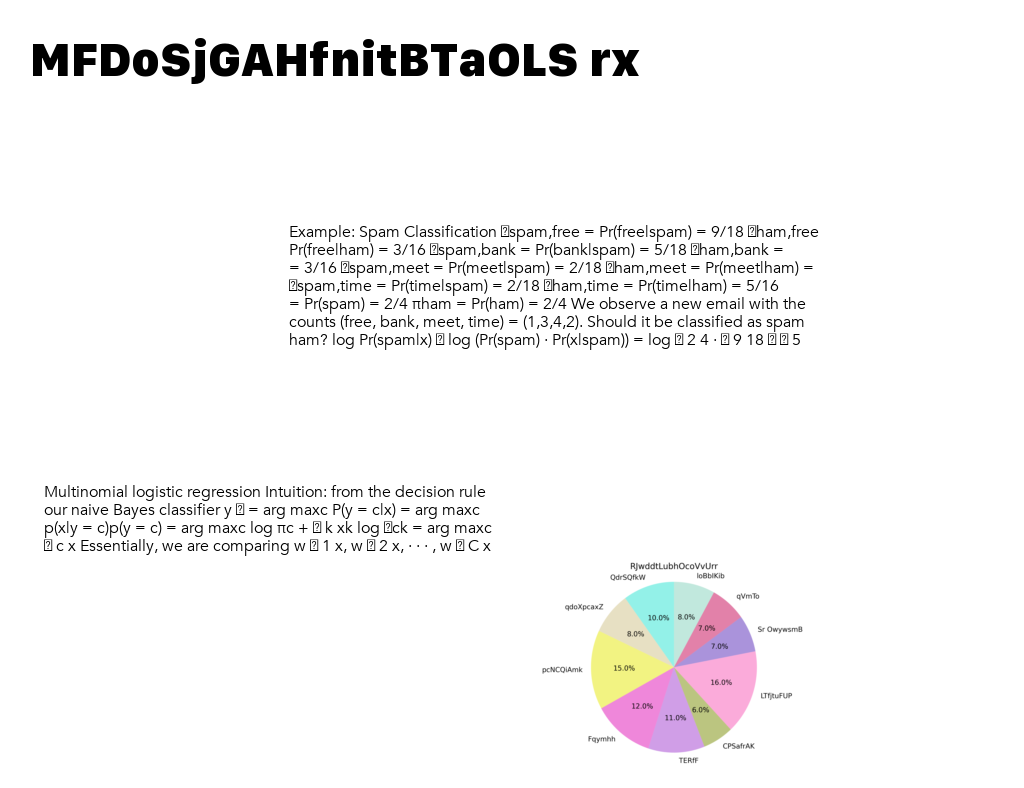 MFDoSjGAHfnitBTaOLS rx
Example: Spam Classification �spam,free = Pr(free|spam) = 9/18 �ham,free
Pr(free|ham) = 3/16 �spam,bank = Pr(bank|spam) = 5/18 �ham,bank =
= 3/16 �spam,meet = Pr(meet|spam) = 2/18 �ham,meet = Pr(meet|ham) =
�spam,time = Pr(time|spam) = 2/18 �ham,time = Pr(time|ham) = 5/16
= Pr(spam) = 2/4 πham = Pr(ham) = 2/4 We observe a new email with the
counts (free, bank, meet, time) = (1,3,4,2). Should it be classified as spam
ham? log Pr(spam|x) � log (Pr(spam) · Pr(x|spam)) = log � 2 4 · � 9 18 � � 5
Multinomial logistic regression Intuition: from the decision rule
our naive Bayes classifier y � = arg maxc P(y = c|x) = arg maxc
p(x|y = c)p(y = c) = arg maxc log πc + � k xk log �ck = arg maxc
� c x Essentially, we are comparing w � 1 x, w � 2 x, · · · , w � C x
RJwddtLubhOcoVvUrr
QdrSQfkW
IoBbIKib
qVmTo
qdoXpcaxZ
10.0%
8.0%
7.0%
Sr OwywsmB
8.0%
7.0%
pcNCQiAmk
15.0%
16.0%
LTfjtuFUP
12.0%
6.0%
11.0%
Fqymhh
CPSafrAK
TERfF